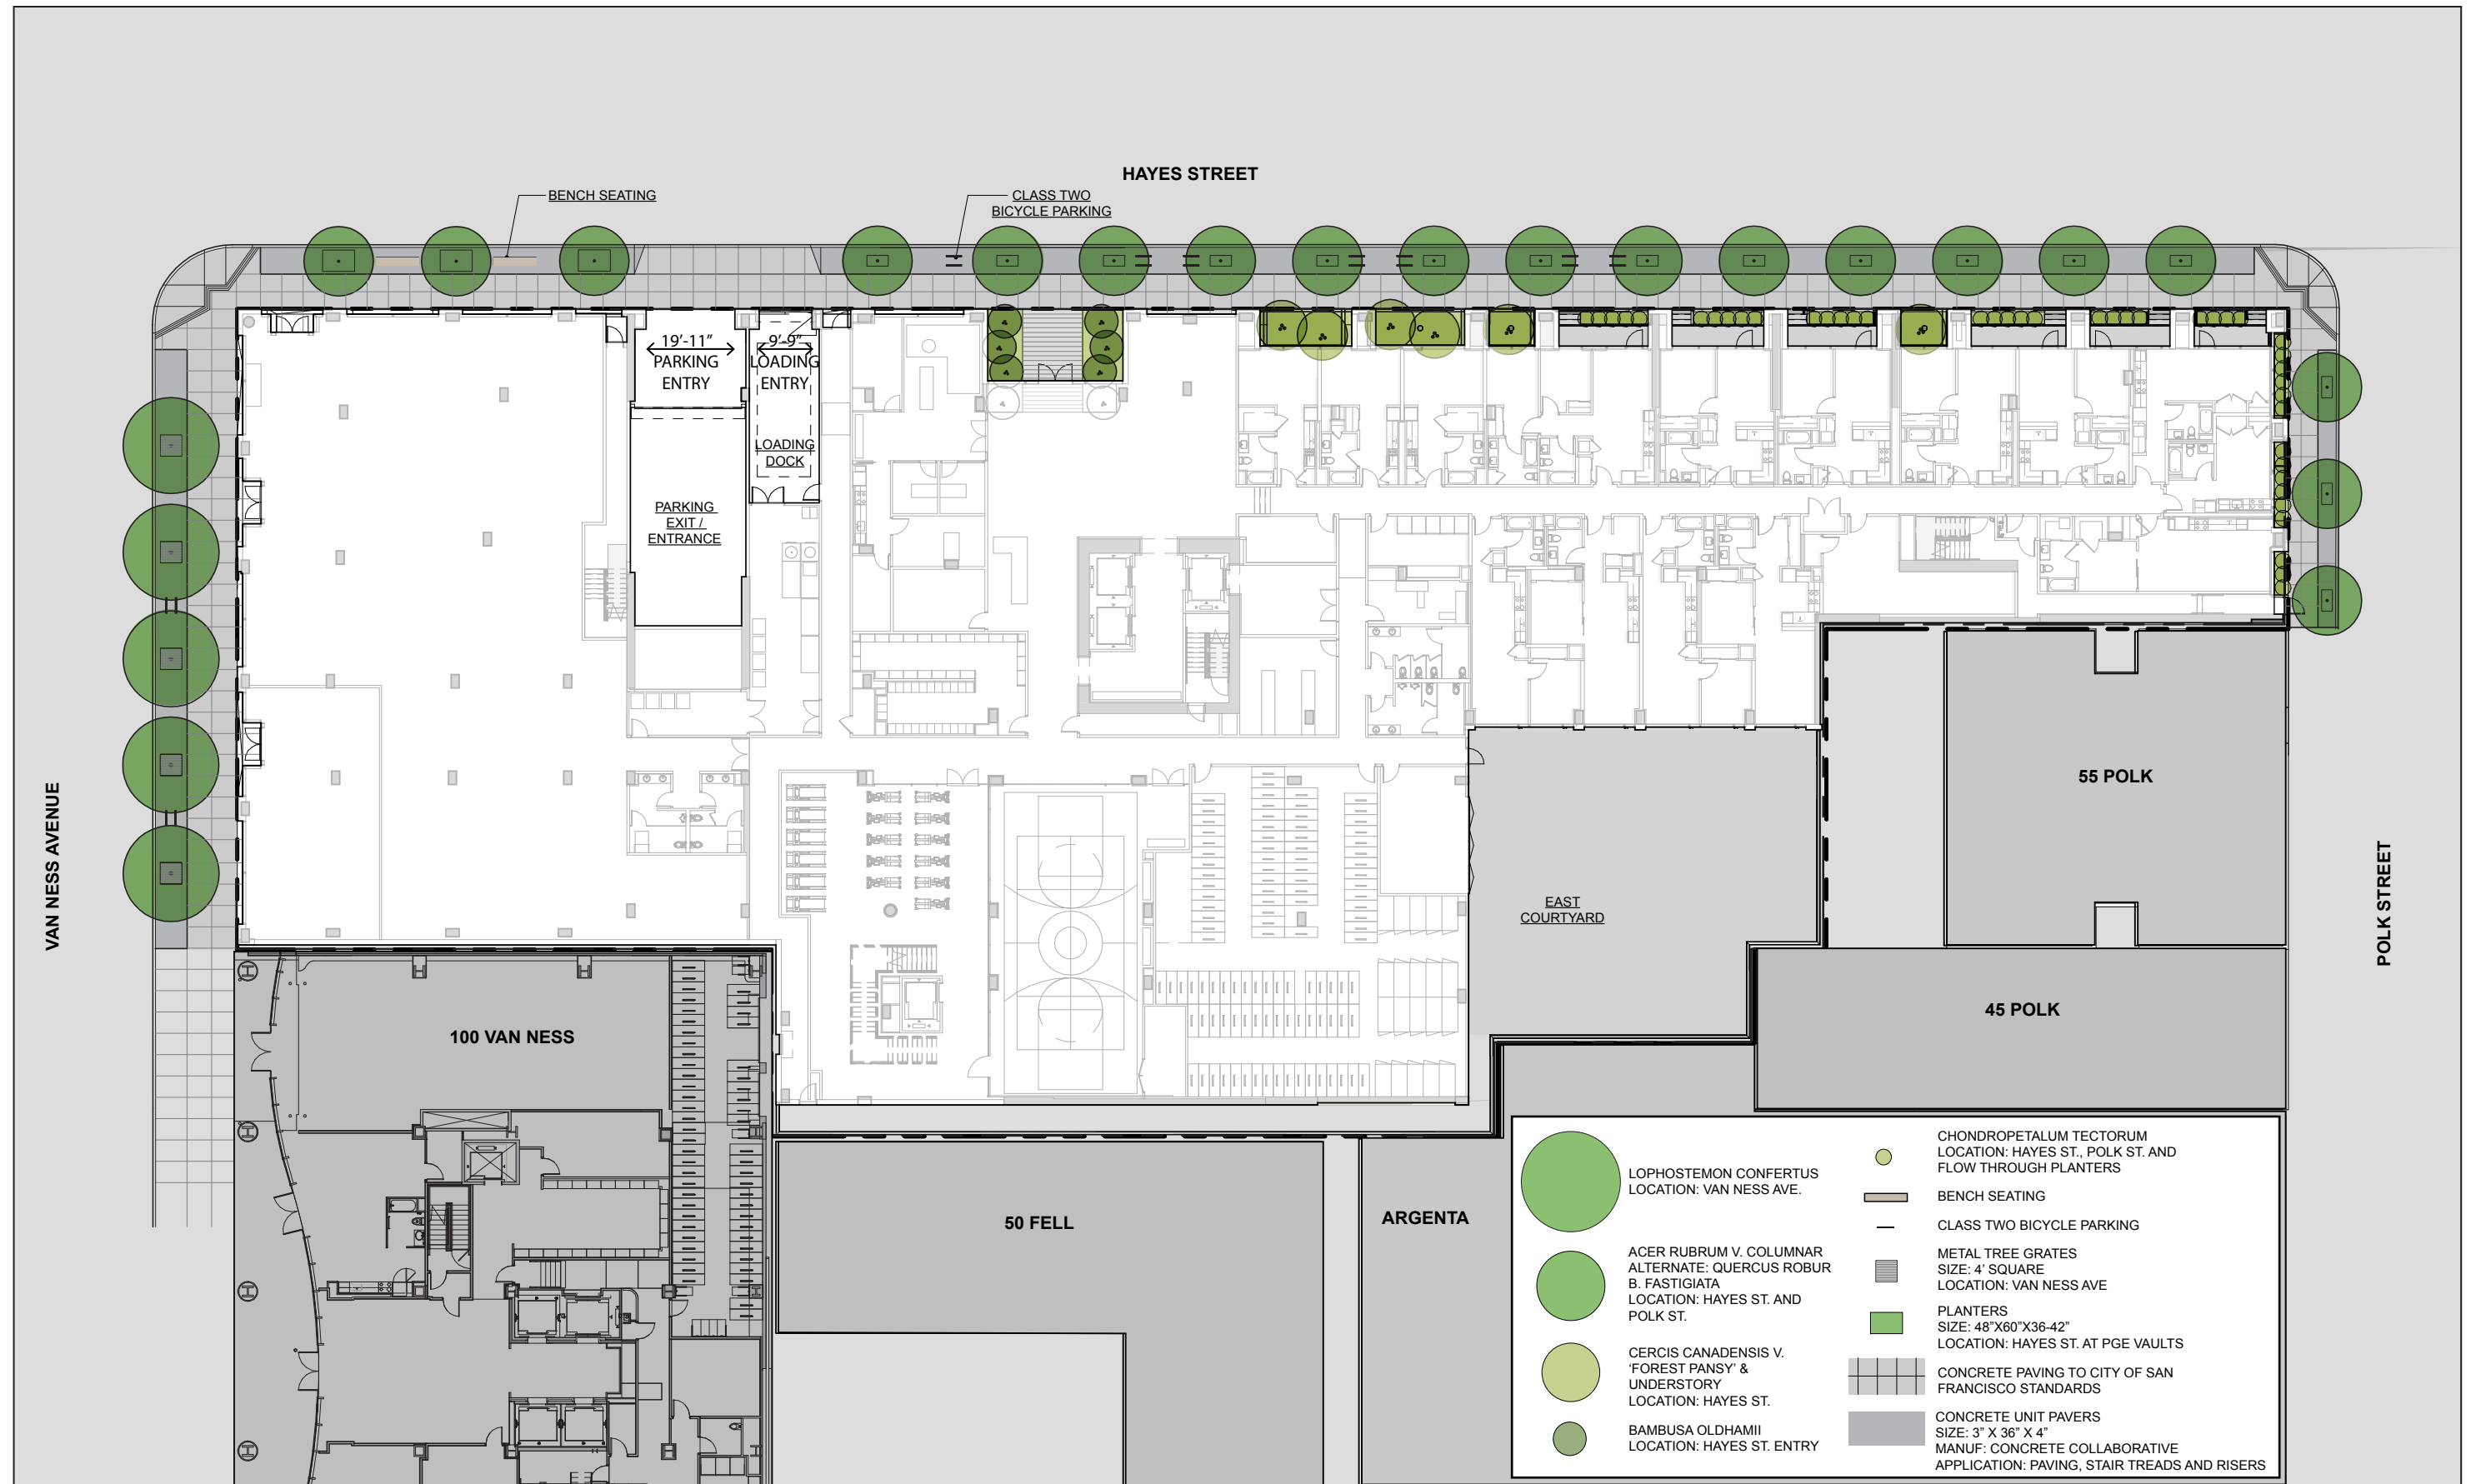 HAYES STREET
BENCH SEATING
CLASS TWO
BICYCLE PARKING
19'-11”
PARKING
ENTRY
9'-9”
LOADING
ENTRY
LOADING
DOCK
PARKING
EXIT /
ENTRANCE
VAN NESS AVENUE
POLK STREET
55 POLK
EAST
COURTYARD
45 POLK
100 VAN NESS
50 FELL
ARGENTA
LOPHOSTEMON CONFERTUS
LOCATION: VAN NESS AVE.
ACER RUBRUM V. COLUMNAR
ALTERNATE: QUERCUS ROBUR
B. FASTIGIATA
LOCATION: HAYES ST. AND
POLK ST.
CERCIS CANADENSIS V.
‘FOREST PANSY’ &
UNDERSTORY
LOCATION: HAYES ST.
BAMBUSA OLDHAMII
LOCATION: HAYES ST. ENTRY
CHONDROPETALUM TECTORUM
LOCATION: HAYES ST., POLK ST. AND
FLOW THROUGH PLANTERS
BENCH SEATING
CLASS TWO BICYCLE PARKING
METAL TREE GRATES
SIZE: 4’ SQUARE
LOCATION: VAN NESS AVE
PLANTERS
SIZE: 48”X60”X36-42”
LOCATION: HAYES ST. AT PGE VAULTS
CONCRETE PAVING TO CITY OF SAN
FRANCISCO STANDARDS
CONCRETE UNIT PAVERS
SIZE: 3” X 36” X 4”
MANUF: CONCRETE COLLABORATIVE
APPLICATION: PAVING, STAIR TREADS AND RISERS